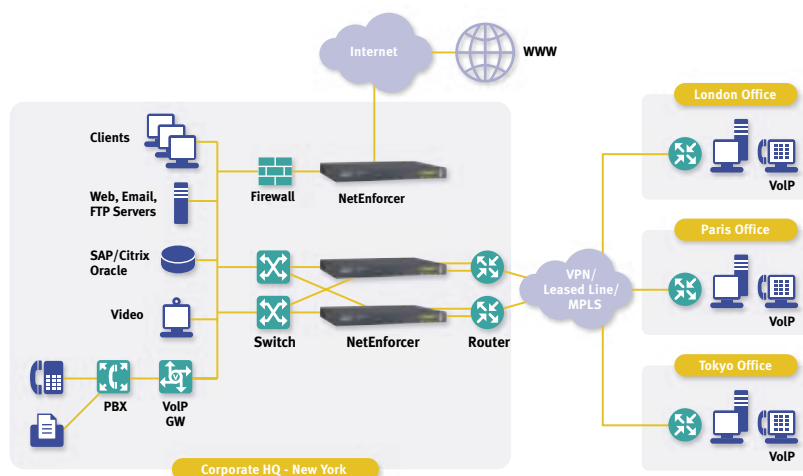 Internet
WWW
London Office
Clients
Web, Email,
FTP Servers
Firewall
NetEnforcer
VoIP
SAP/Citrix
Oracle
Paris Office
VPN/
Leased Line/
MPLS
Video
Switch
NetEnforcer
Router
VoIP
Tokyo Office
PBX
VoIP
GW
V
VoIP
Corporate HQ - New York